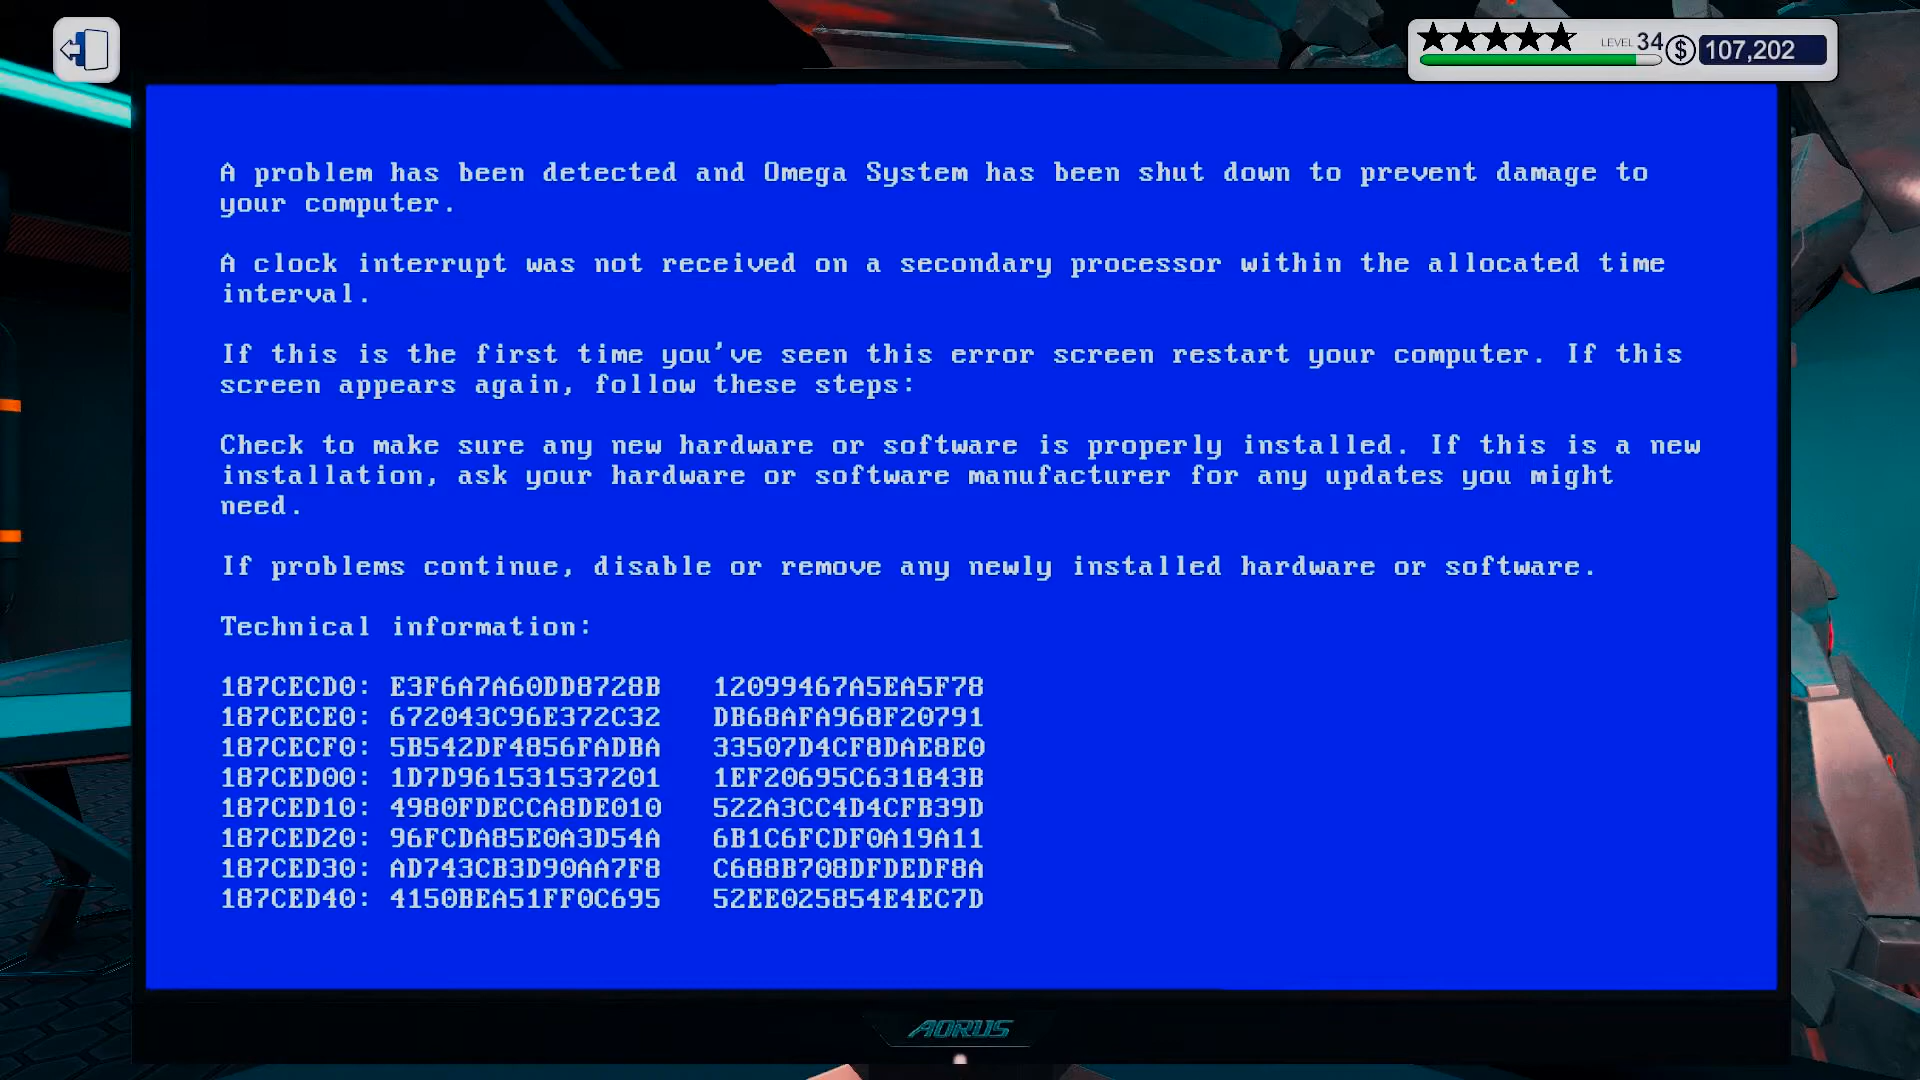 LEVEL 34 $ 107,202
A problem has been detected and Omega System has been shut down to prevent damage to
your computer.
A clock interrupt was not received on a secondary processor within the allocated time
interval.
If this is the first time you've seen this error screen restart your computer. If this
screen appears again, follow these steps:
Check to make sure any new hardware or software is properly installed. If this is a new
installation, ask your hardware or software manufacturer for any updates you might
need.
If problems continue, disable or remove any newly installed hardware or software.
Technical information:
187CECD0: E3F6A7A60DD8728B 12099467A5EA5F78
187CECE0: 672043C96E372C32 DB68AFA968F20791
187CECF0: 5B542DF4856FADBA 33507D4CF8DAE8E0
187CED00: 1D7D961531537201 1EF20695C631843B
187CED10: 4980FDECCA8DE010 522A3CC4D4CFB39D
187CED20: 96FCDA85E0A3D54A 6B1C6FCDF0A19A11
187CED30: AD743CB3D90AA7F8 C688B708DFDEDF8A
187CED40: 4150BEA51FF0C695 52EE025854E4EC7D
AORUS